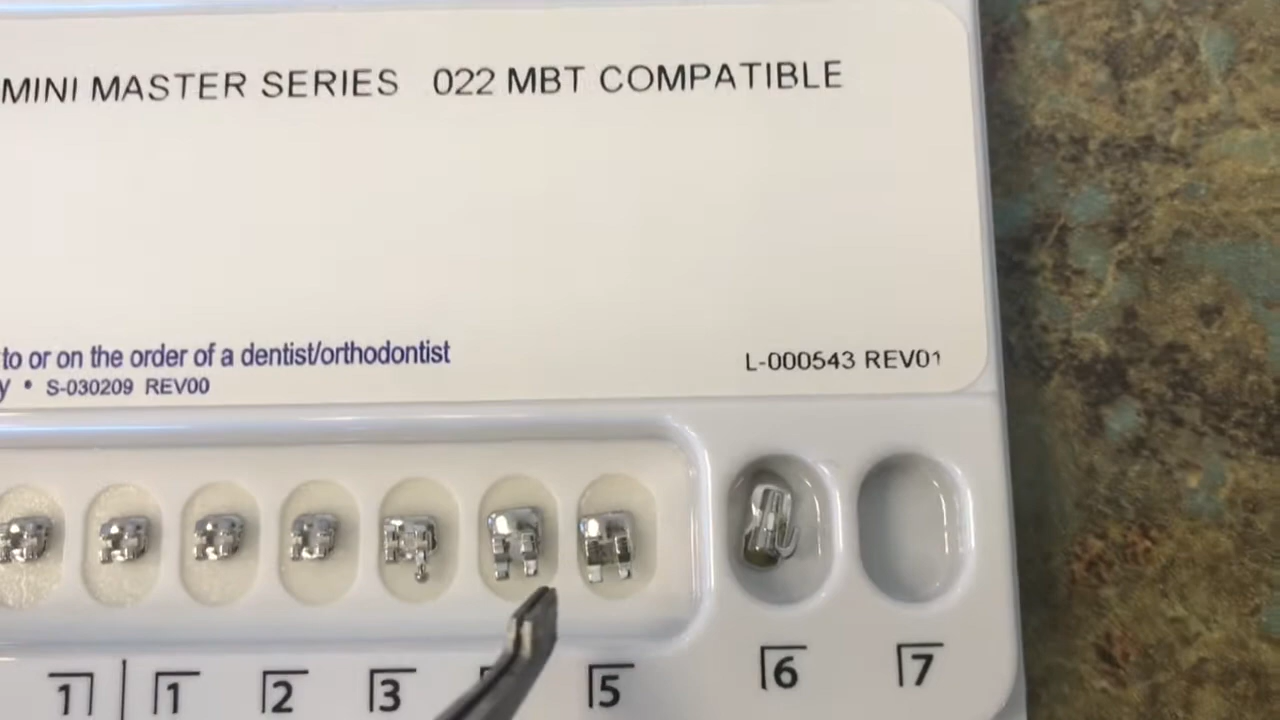 MINI MASTER SERIES 022 MBT COMPATIBLE
to or on the order of a dentist/orthodontist
y • S-030209 REV00
L-000543 REV01
1 1 2 3 5 6 7